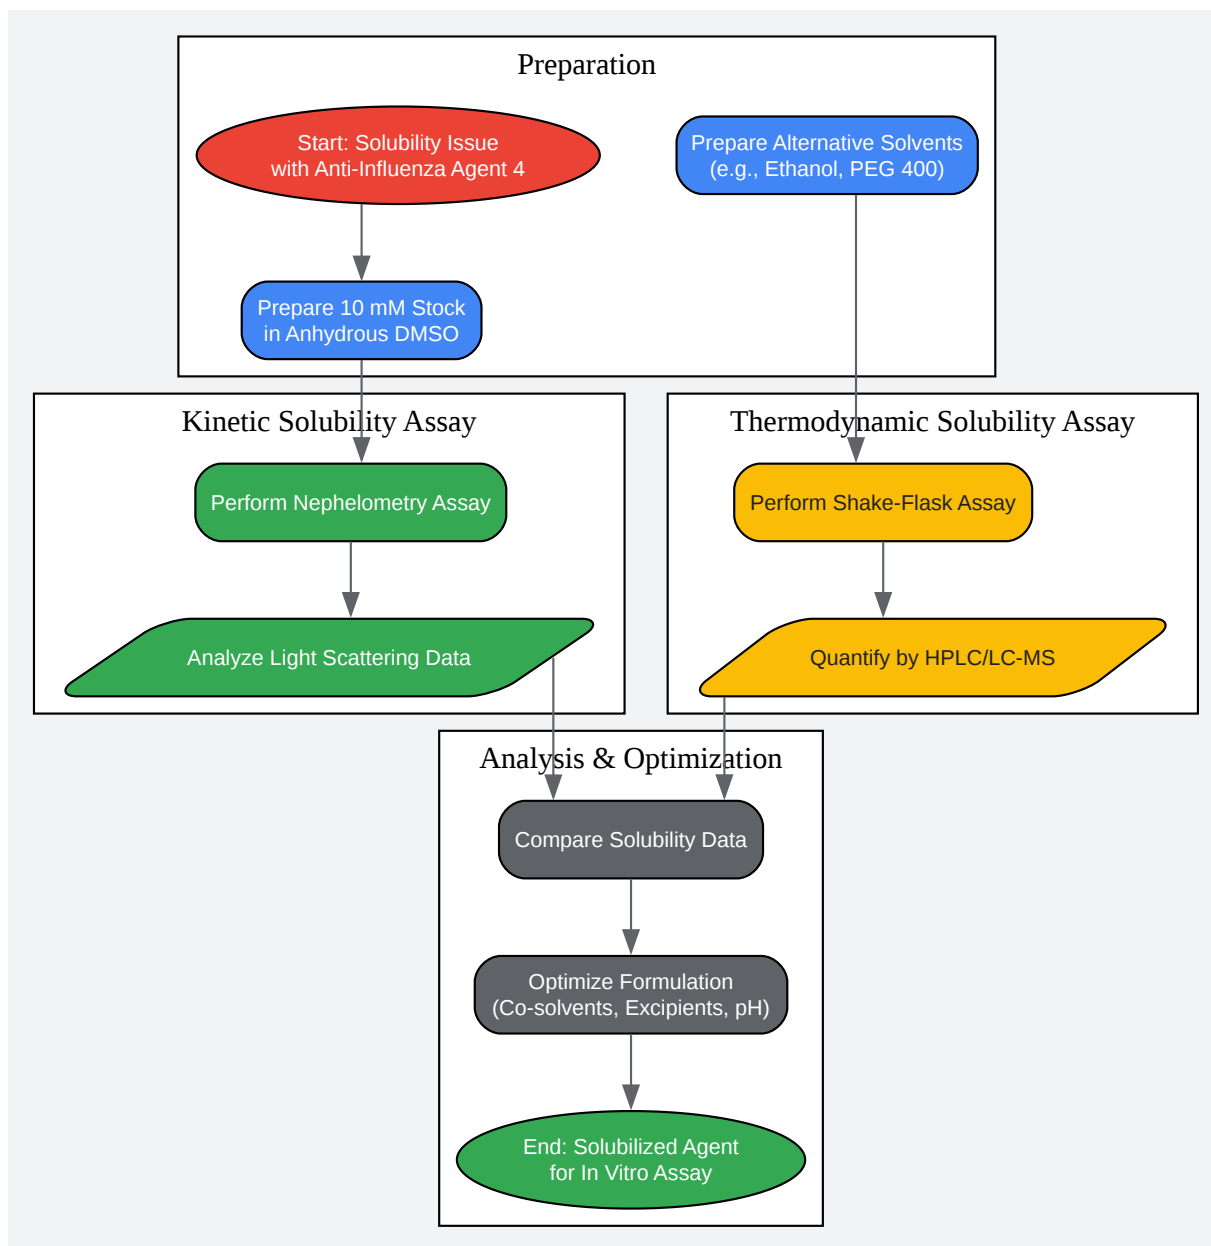 Preparation
Start: Solubility Issue
with Anti-Influenza Agent 4
Prepare Alternative Solvents
(e.g., Ethanol, PEG 400)
Prepare 10 mM Stock
in Anhydrous DMSO
Kinetic Solubility Assay
Perform Nephelometry Assay
Analyze Light Scattering Data
Thermodynamic Solubility Assay
Perform Shake-Flask Assay
Quantify by HPLC/LC-MS
Analysis & Optimization
Compare Solubility Data
Optimize Formulation
(Co-solvents, Excipients, pH)
End: Solubilized Agent
for In Vitro Assay